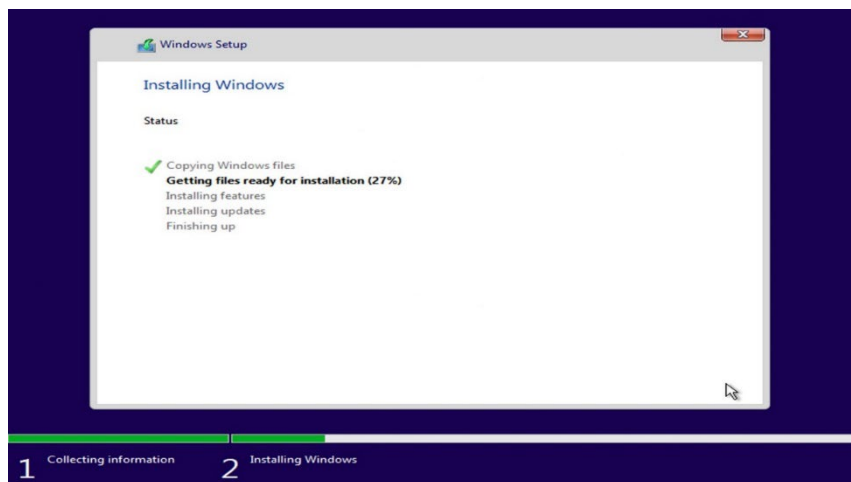 Windows Setup
Installing Windows
Status
Copying Windows files
Getting files ready for installation (27%)
Installing features
Installing updates
Finishing up
1 Collecting information
2 Installing Windows